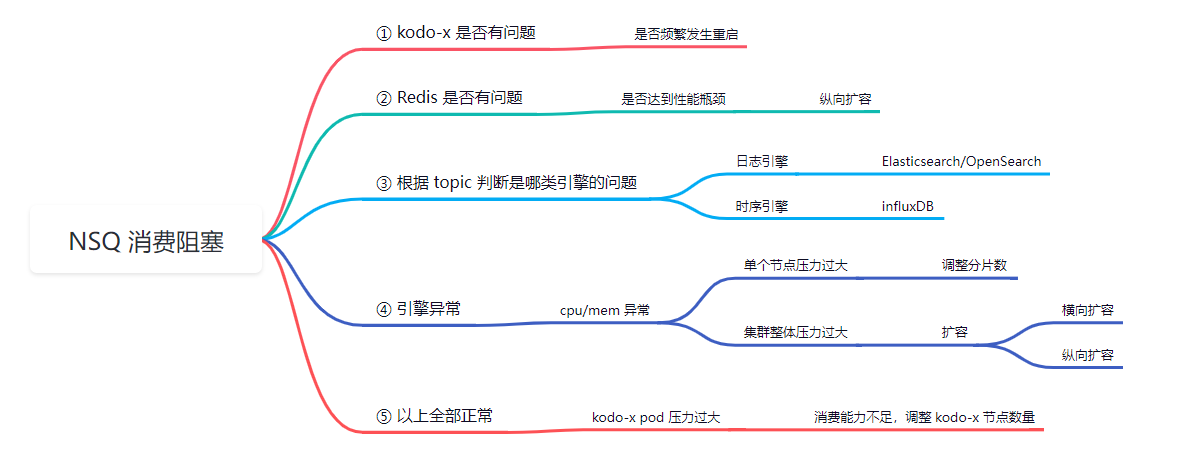 NSQ 消费阻塞
① kodo-x 是否有问题
是否频繁发生重启
② Redis 是否有问题
是否达到性能瓶颈
纵向扩容
③ 根据 topic 判断是哪类引擎的问题
日志引擎
Elasticsearch/OpenSearch
时序引擎
influxDB
④ 引擎异常
cpu/mem 异常
单个节点压力过大
调整分片数
集群整体压力过大
扩容
横向扩容
纵向扩容
⑤ 以上全部正常
kodo-x pod 压力过大
消费能力不足，调整 kodo-x 节点数量